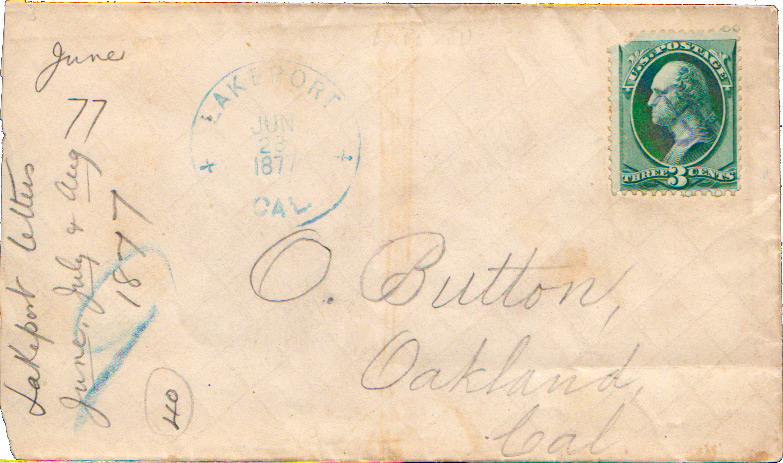 June
77
Lakeport letters
June, July & Aug
1877
40
LAKEPORT
JUN
1877
CAL
U.S. POSTAGE
THREE 3 CENTS
O. Button,
Oakland,
Cal.